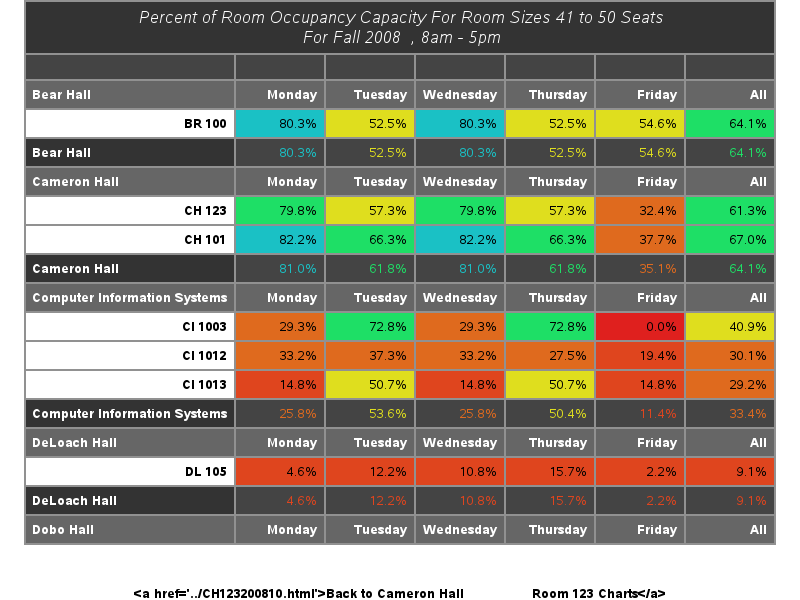 Percent of Room Occupancy Capacity For Room Sizes 41 to 50 Seats
For Fall 2008 , 8am - 5pm
Bear Hall Monday Tuesday Wednesday Thursday Friday All
BR 100 80.3% 52.5% 80.3% 52.5% 54.6% 64.1%
Bear Hall 80.3% 52.5% 80.3% 52.5% 54.6% 64.1%
Cameron Hall Monday Tuesday Wednesday Thursday Friday All
CH 123 79.8% 57.3% 79.8% 57.3% 32.4% 61.3%
CH 101 82.2% 66.3% 82.2% 66.3% 37.7% 67.0%
Cameron Hall 81.0% 61.8% 81.0% 61.8% 35.1% 64.1%
Computer Information Systems Monday Tuesday Wednesday Thursday Friday All
CI 1003 29.3% 72.8% 29.3% 72.8% 0.0% 40.9%
CI 1012 33.2% 37.3% 33.2% 27.5% 19.4% 30.1%
CI 1013 14.8% 50.7% 14.8% 50.7% 14.8% 29.2%
Computer Information Systems 25.8% 53.6% 25.8% 50.4% 11.4% 33.4%
DeLoach Hall Monday Tuesday Wednesday Thursday Friday All
DL 105 4.6% 12.2% 10.8% 15.7% 2.2% 9.1%
DeLoach Hall 4.6% 12.2% 10.8% 15.7% 2.2% 9.1%
Dobo Hall Monday Tuesday Wednesday Thursday Friday All
<a href='../CH123200810.html'>Back to Cameron Hall Room 123 Charts</a>